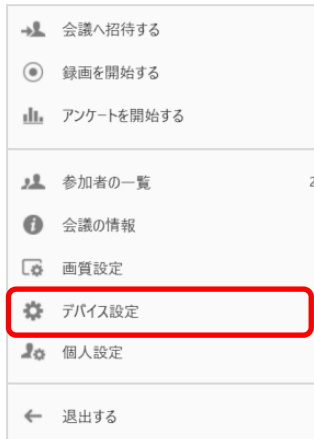 会議へ招待する
録画を開始する
アンケートを開始する
参加者の一覧 2
会議の情報
画質設定
デバイス設定
個人設定
退出する